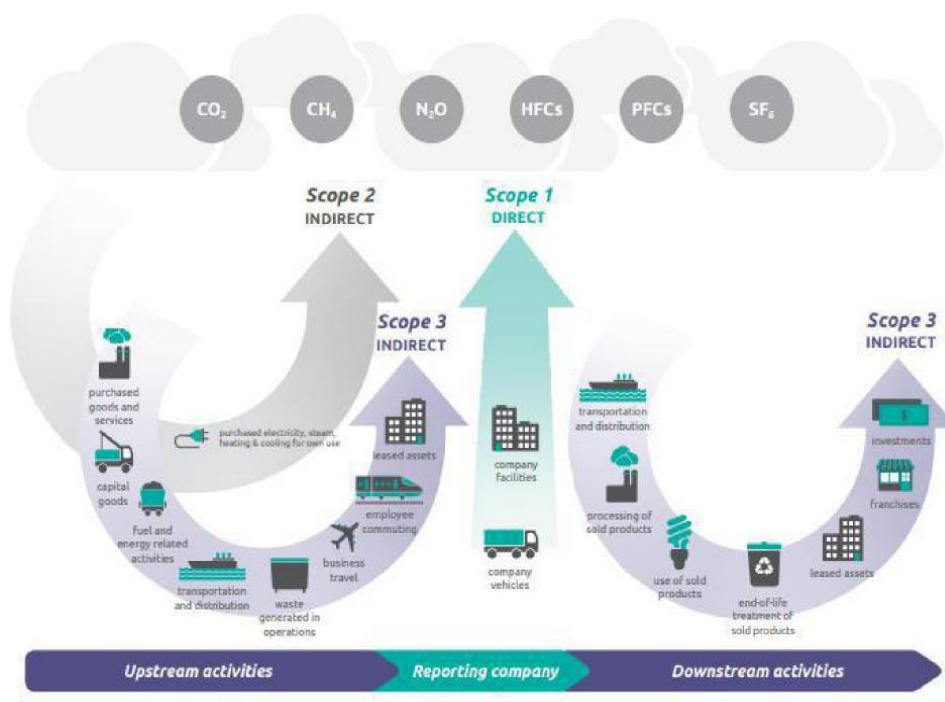 CO₂
CH₄
N₂O
HFCs
PFCs
SF₆
Scope 2
INDIRECT
Scope 1
DIRECT
Scope 3
INDIRECT
Scope 3
INDIRECT
purchased
goods and
services
capital
goods
fuel and
energy related
activities
purchased electricity, steam,
heating & cooling for own use
transportation
and distribution
waste
generated in
operations
business
travel
employee
commuting
leased assets
company
facilities
company
vehicles
transportation
and distribution
processing of
sold products
use of sold
products
end-of-life
treatment of
sold products
leased assets
franchises
investments
$
Upstream activities
Reporting company
Downstream activities